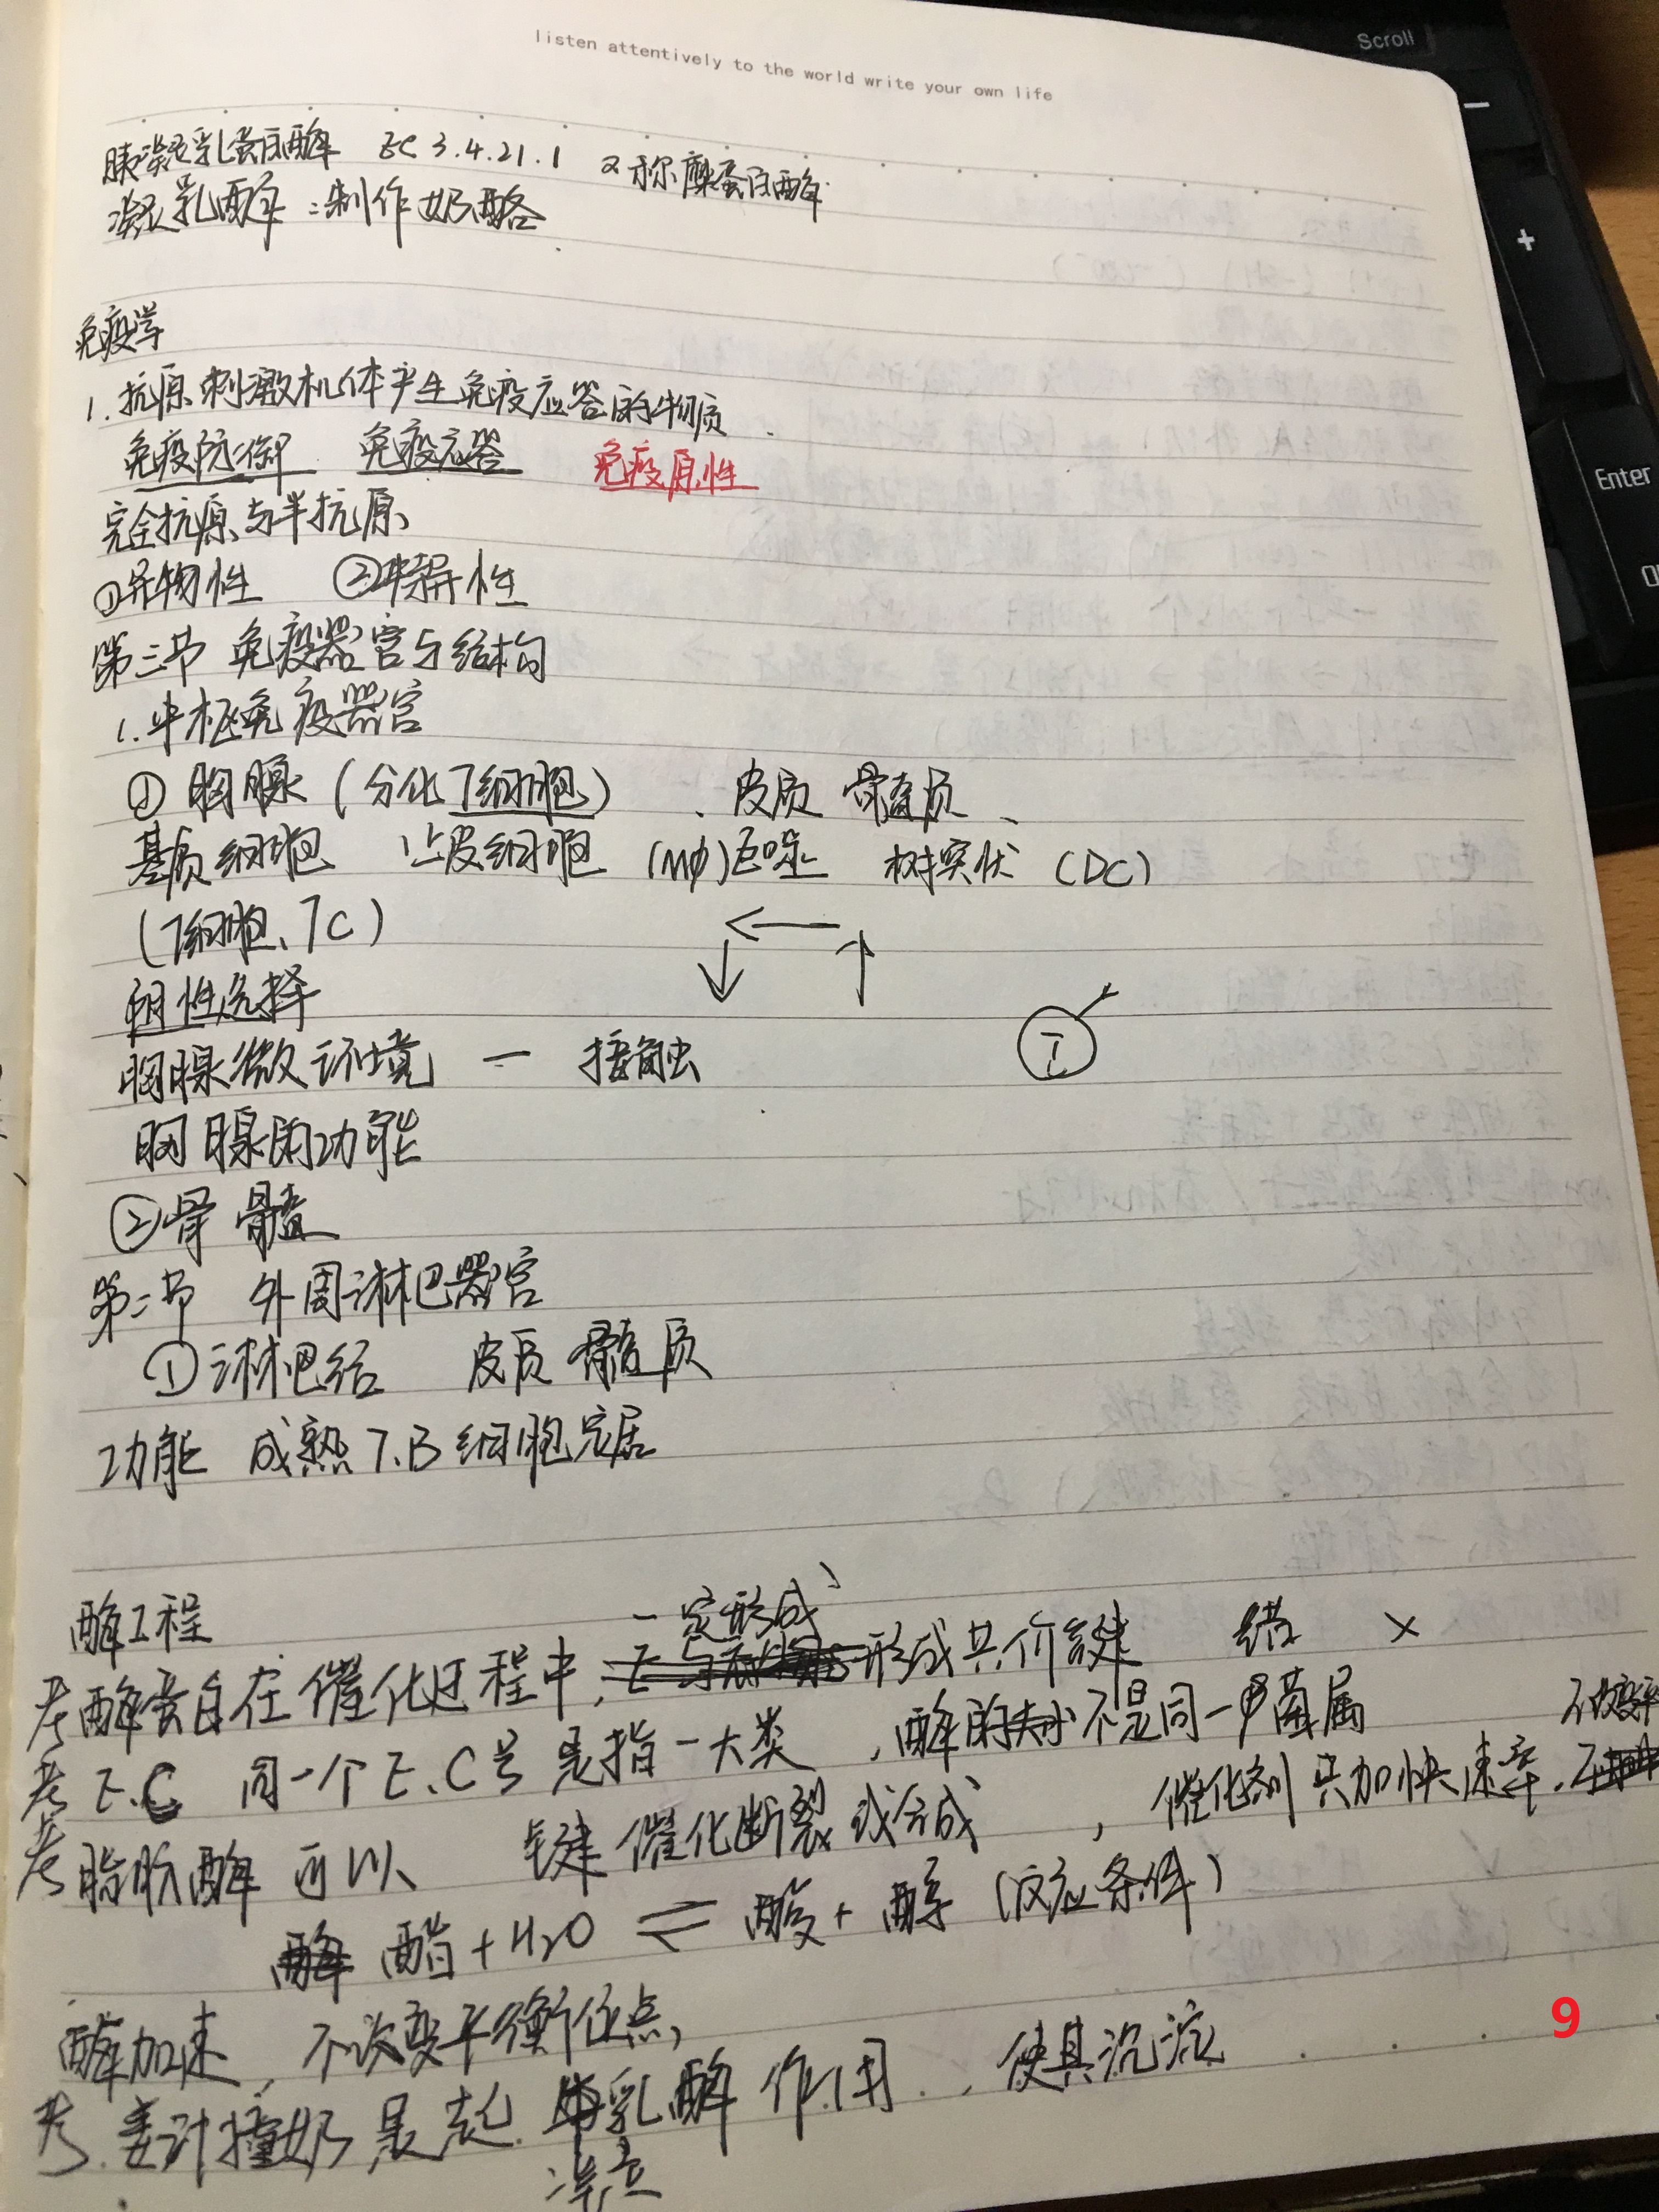 listen attentively to the world write your own life
Scroll
Enter
胰凝乳蛋白酶 EC 3.4.21.1 又称糜蛋白酶
凝乳酶:制作奶酪
免疫学
1.抗原刺激机体产生免疫应答的物质
免疫防御 免疫应答 免疫原性
完全抗原与半抗原
①异物性 ②特异性
第三节 免疫器官与结构
1.中枢免疫器官
① 胸腺(分化T细胞)、皮质 髓质、
基质细胞 上皮细胞 (Mφ)巨噬 树突状 (DC)
(T细胞、TC)
阴性选择
T
胸腺微环境 — 接触
胸腺的功能
②骨髓
第二节 外周淋巴器官
①淋巴结 皮质 髓质
功能 成熟T.B细胞定居
酶工程
一定形成、
考酶蛋白在催化过程中,形成共价键 错 ×
考 E.C 同一个E.C号是指一大类,酶的 不是同一 菌属
不改变平
考脂肪酶可以 键催化断裂或合成,催化剂只加快速率.
酯+H₂O ⇌ 酸+醇(反应条件)
酶加速,不改变平衡位点,
考.姜汁撞奶是起 乳酶作用.,使其沉淀
凝
9